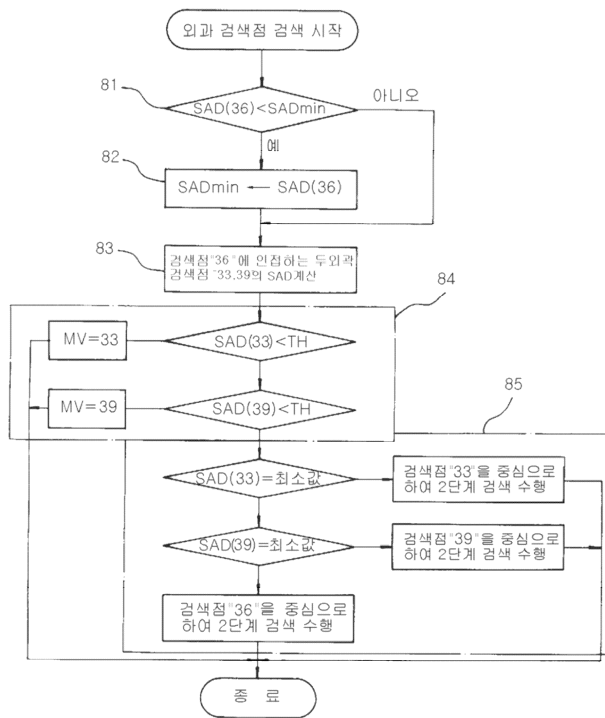 외과 검색점 검색 시작
81
SAD(36)<SADmin
아니오
예
82
SADmin ← SAD(36)
83
검색점"36"에 인접하는 두외곽
검색점"33.39의 SAD계산
84
MV=33
SAD(33)<TH
MV=39
SAD(39)<TH
85
SAD(33)=최소값
검색점"33"을 중심으로
하여 2단계 검색 수행
SAD(39)=최소값
검색점"39"을 중심으로
하여 2단계 검색 수행
검색점"36"을 중심으로
하여 2단계 검색 수행
종 료